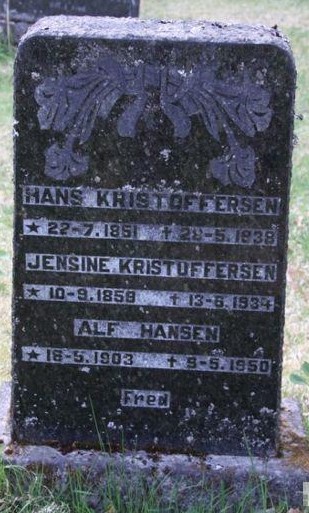 HANS KRISTOFFERSEN
* 22-7.1851 † 28-5.1938
JENSINE KRISTOFFERSEN
* 10-9.1858 † 13-6.1934
ALF HANSEN
* 16-5.1903 † 9-5.1950
Fred